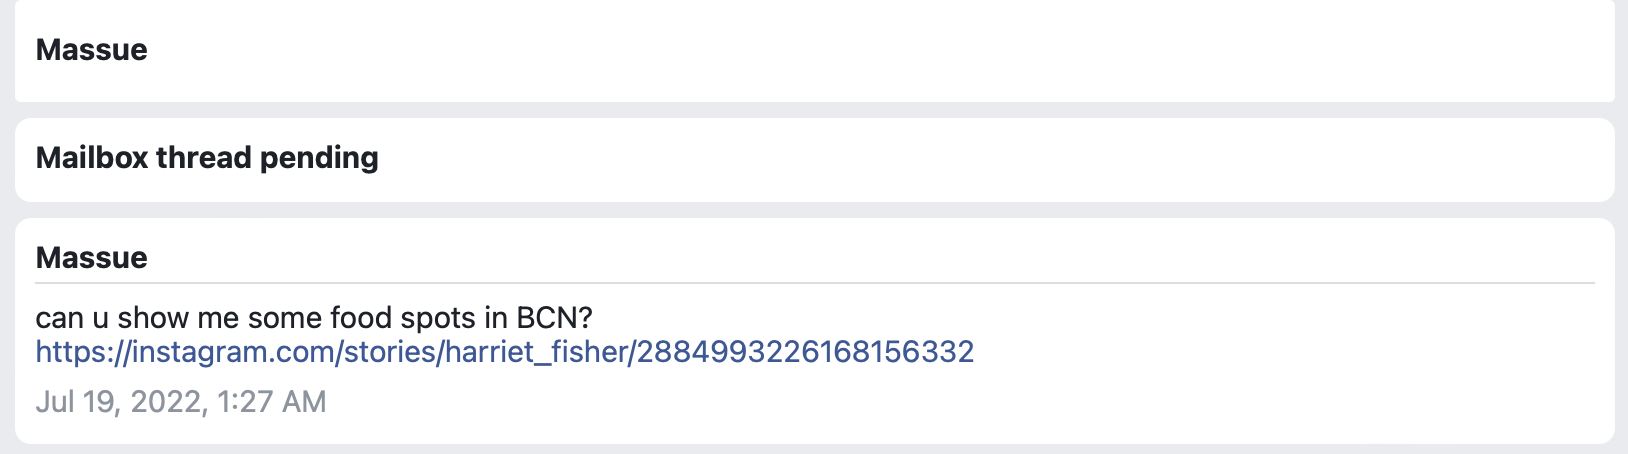 Massue
Mailbox thread pending
Massue
can u show me some food spots in BCN?
https://instagram.com/stories/harriet_fisher/2884993226168156332
Jul 19, 2022, 1:27 AM